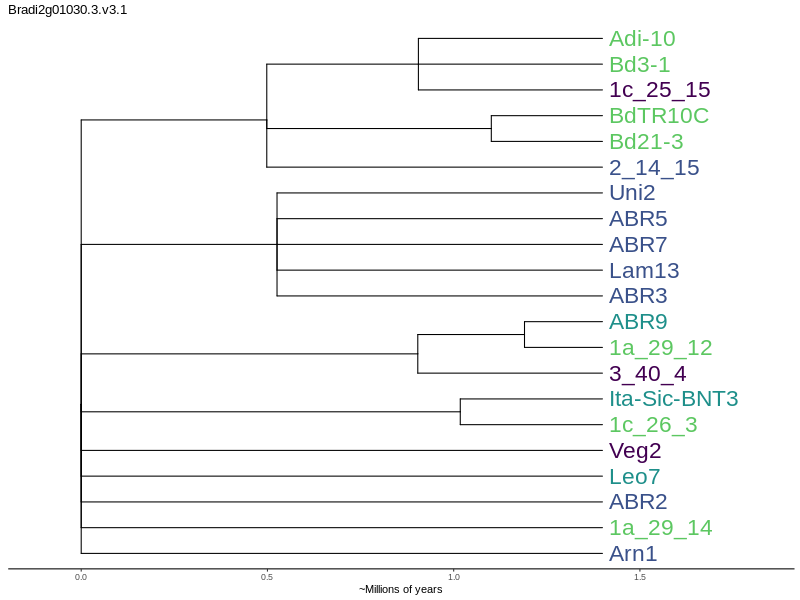 Bradi2g01030.3.v3.1
Adi-10
Bd3-1
1c_25_15
BdTR10C
Bd21-3
2_14_15
Uni2
ABR5
ABR7
Lam13
ABR3
ABR9
1a_29_12
3_40_4
Ita-Sic-BNT3
1c_26_3
Veg2
Leo7
ABR2
1a_29_14
Arn1
0.0 0.5 1.0 1.5
~Millions of years